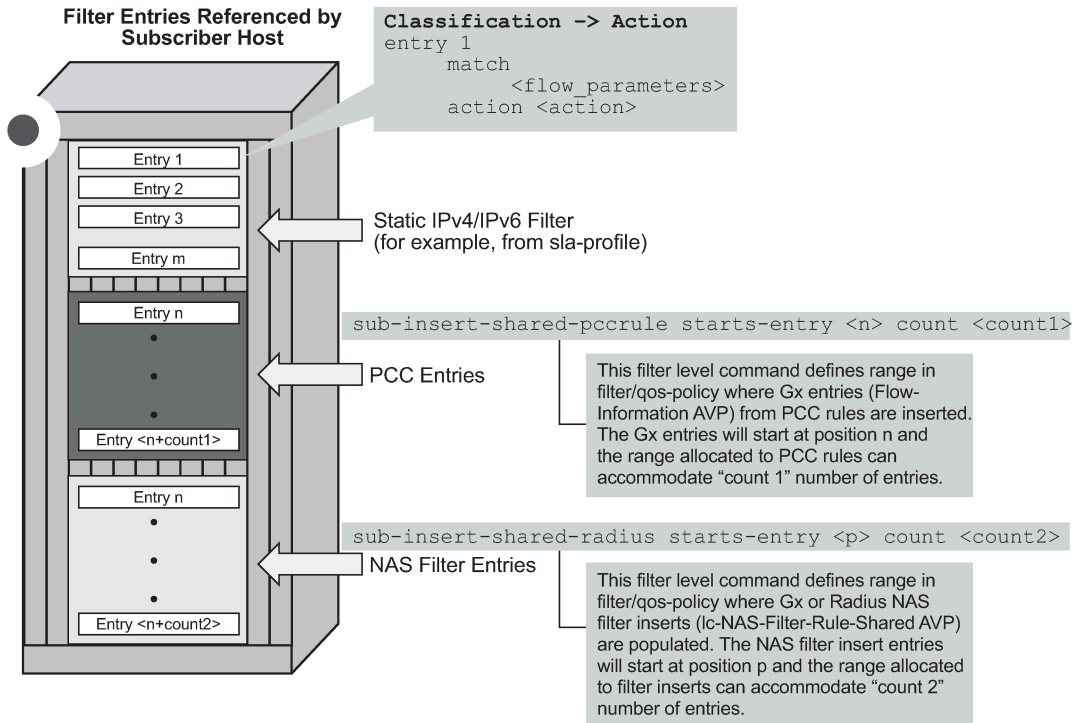 Filter Entries Referenced by
Subscriber Host
Classification –> Action
entry 1
match
<flow_parameters>
action <action>
Entry 1
Entry 2
Entry 3
Entry m
Static IPv4/IPv6 Filter
(for example, from sla-profile)
Entry n
sub-insert-shared-pccrule starts-entry <n> count <count1>
PCC Entries
This filter level command defines range in
filter/qos-policy where Gx entries (Flow-
Information AVP) from PCC rules are inserted.
The Gx entries will start at position n and
the range allocated to PCC rules can
accommodate “count 1” number of entries.
Entry <n+count1>
Entry n
sub-insert-shared-radius starts-entry <p> count <count2>
NAS Filter Entries
This filter level command defines range in
filter/qos-policy where Gx or Radius NAS
filter inserts (lc-NAS-Filter-Rule-Shared AVP)
are populated. The NAS filter insert entries
will start at position p and the range allocated
to filter inserts can accommodate “count 2”
number of entries.
Entry <n+count2>